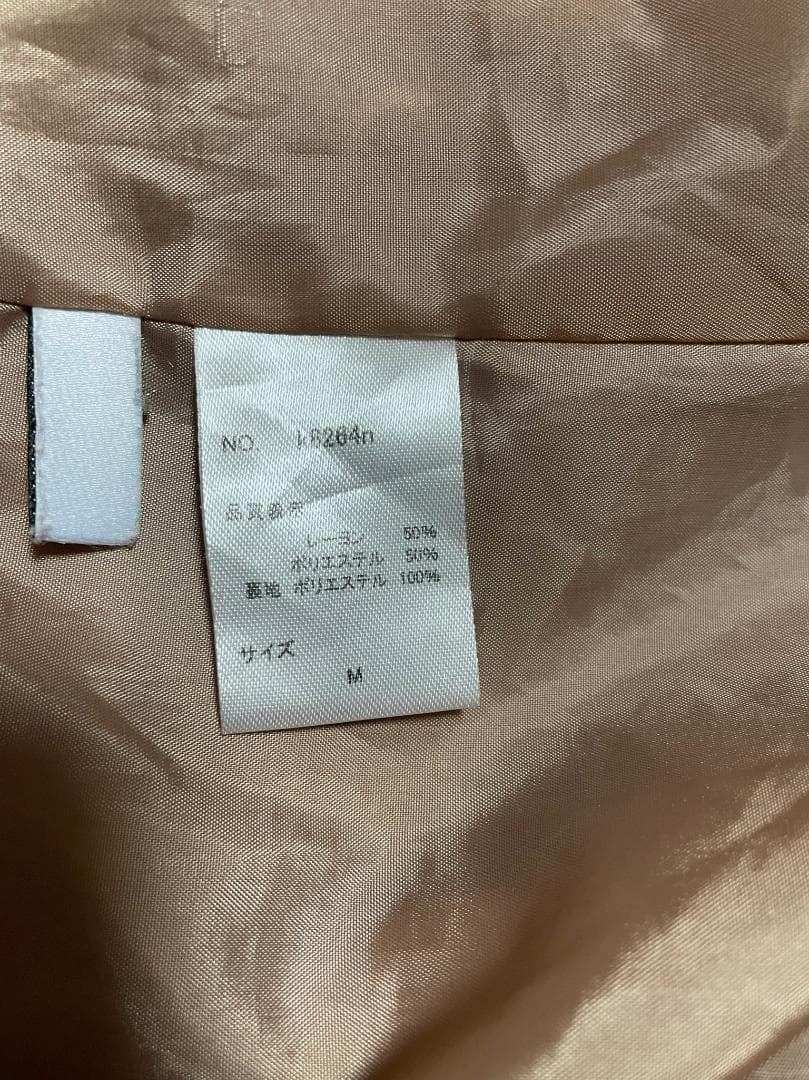 NO. k8264n
品質表示
レーヨン 50%
ポリエステル 50%
裏地 ポリエステル 100%
サイズ
M